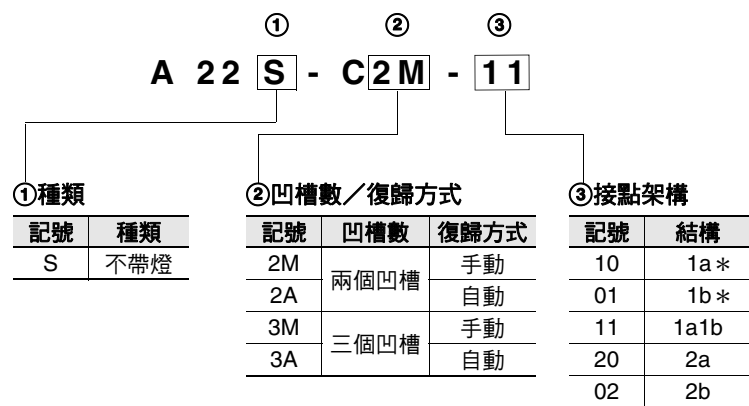 ① ② ③
A 22 S - C2M - 11
①種類
記號 種類
S 不帶燈
②凹槽數／復歸方式
記號 凹槽數 復歸方式
2M 兩個凹槽 手動
2A 自動
3M 三個凹槽 手動
3A 自動
③接點架構
記號 結構
10 1a＊
01 1b＊
11 1a1b
20 2a
02 2b